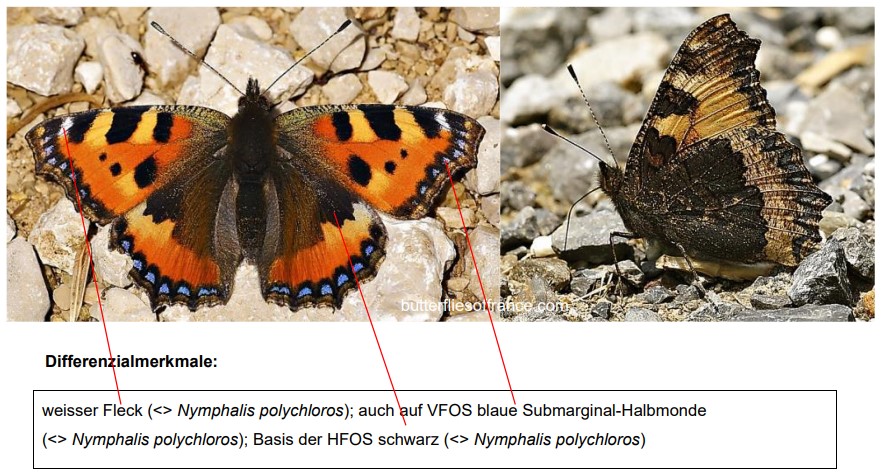 butterfliesoffrance.com
Differenzialmerkmale:
weisser Fleck (<> Nymphalis polychloros); auch auf VFOS blaue Submarginal-Halbmonde
(<> Nymphalis polychloros); Basis der HFOS schwarz (<> Nymphalis polychloros)